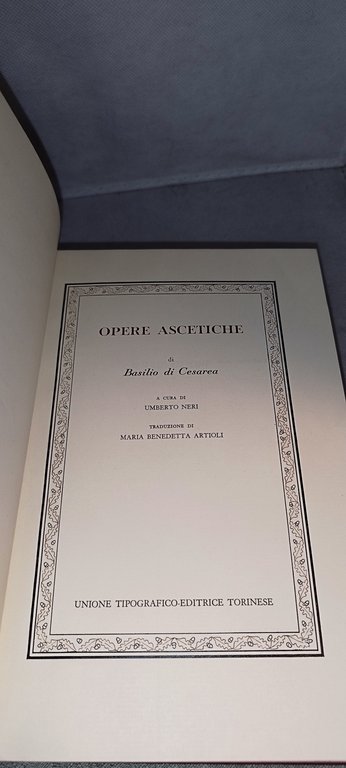 OPERE ASCETICHE
di
Basilio di Cesarea
A CURA DI
UMBERTO NERI
TRADUZIONE DI
MARIA BENEDETTA ARTIOLI
UNIONE TIPOGRAFICO-EDITRICE TORINESE